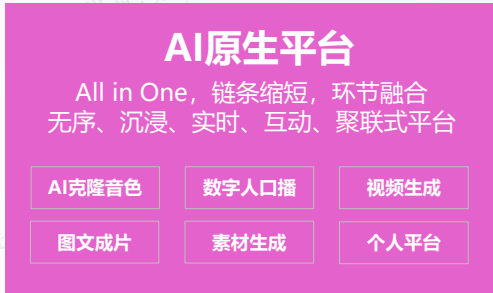 AI原生平台
All in One，链条缩短，环节融合
无序、沉浸、实时、互动、聚联式平台
AI克隆音色
数字人口播
视频生成
图文成片
素材生成
个人平台